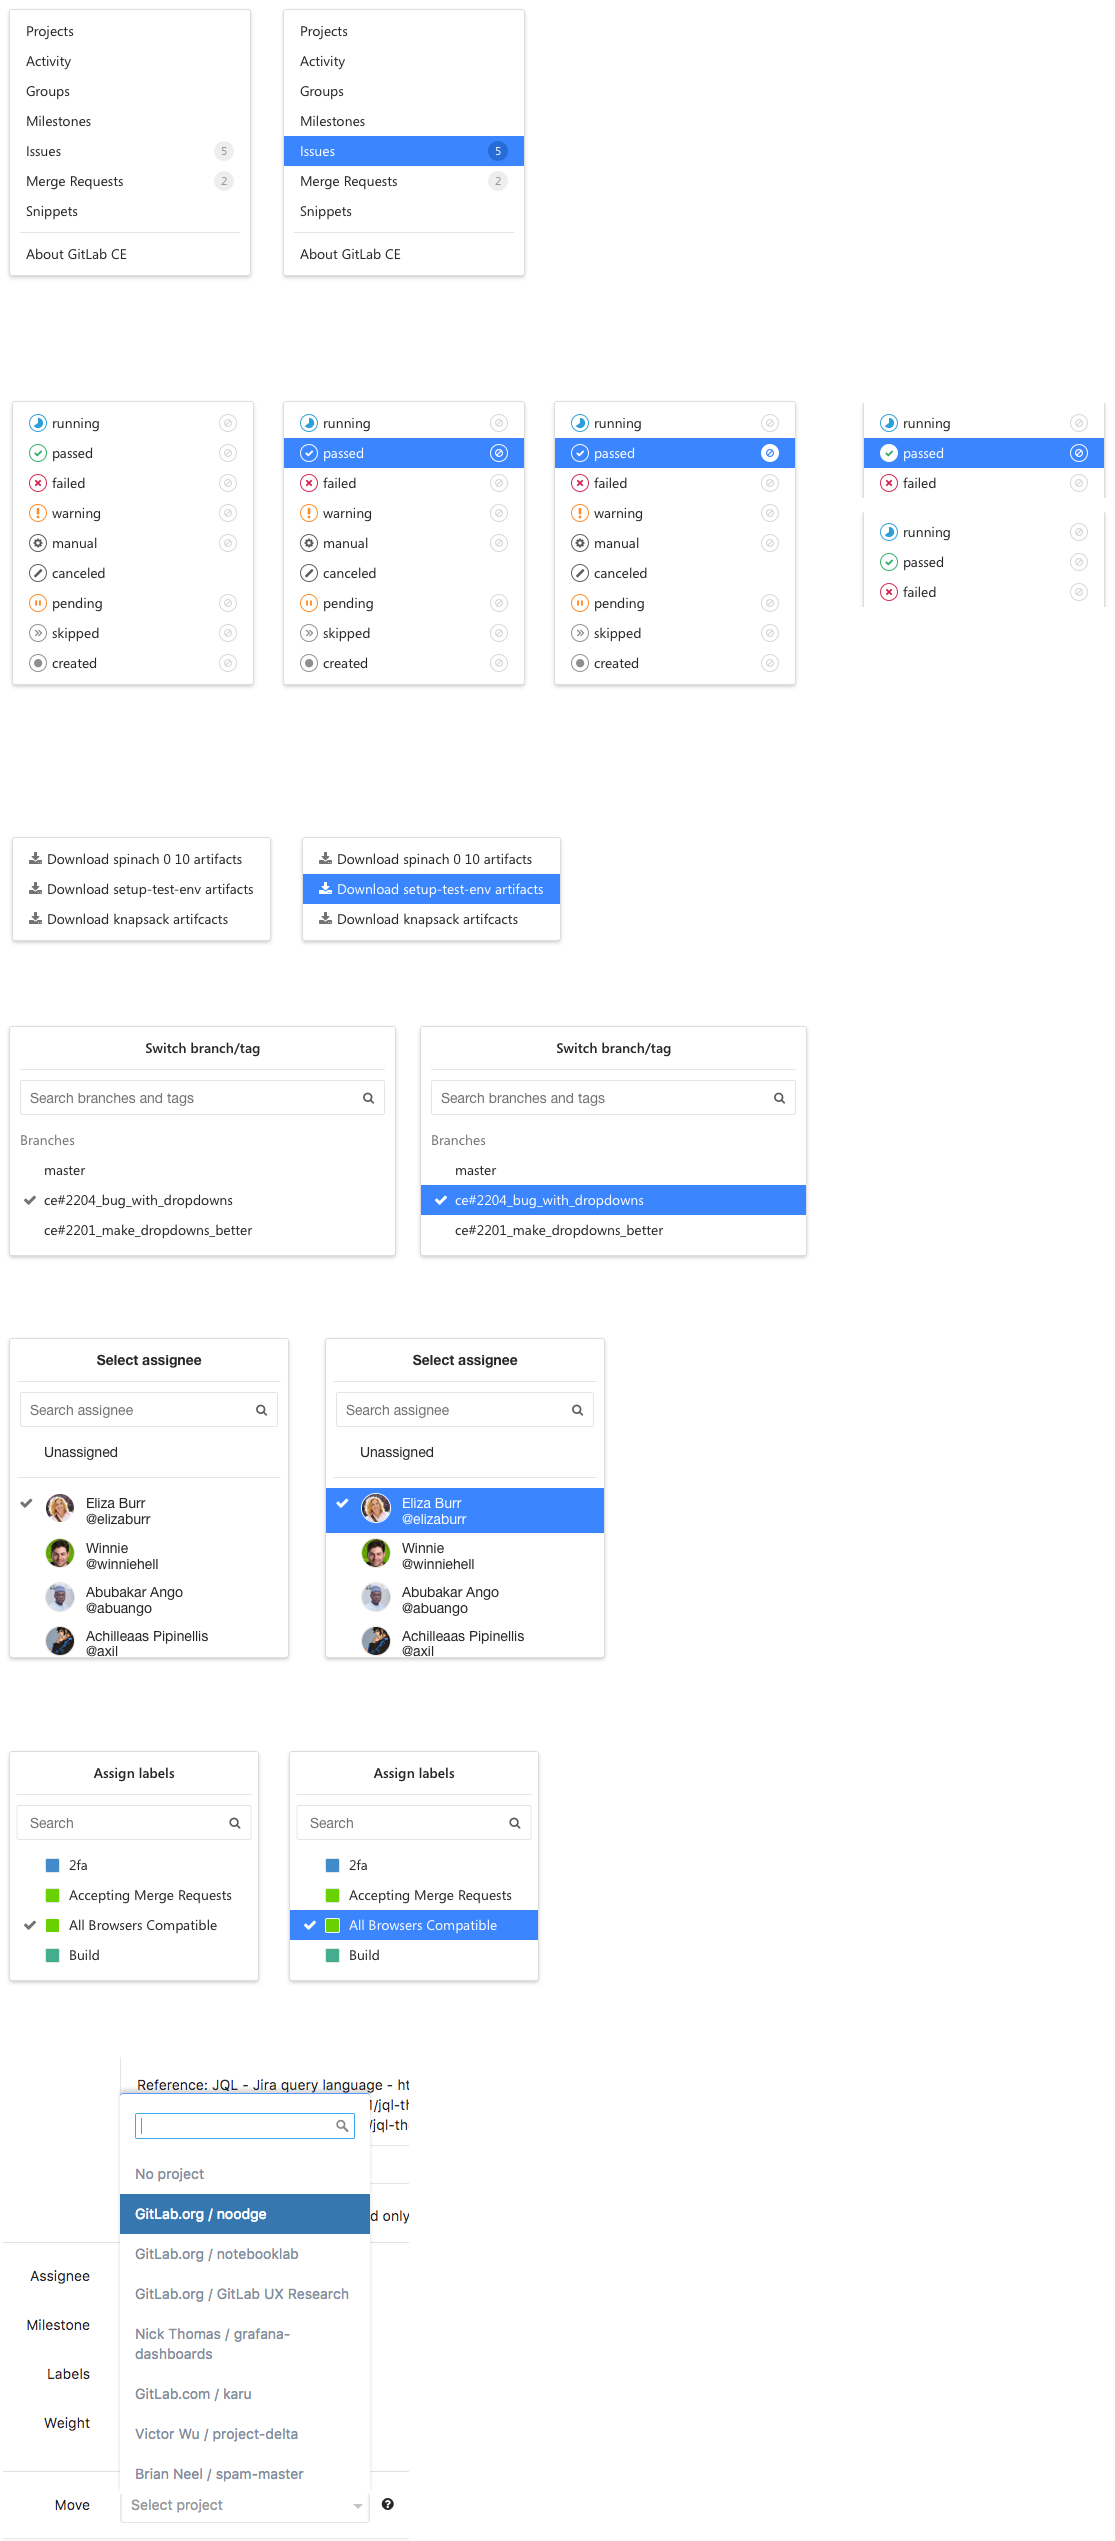 Projects
Activity
Groups
Milestones
Issues 5
Merge Requests 2
Snippets
About GitLab CE
Projects
Activity
Groups
Milestones
Issues 5
Merge Requests 2
Snippets
About GitLab CE
running
passed
failed
warning
manual
canceled
pending
skipped
created
running
passed
failed
warning
manual
canceled
pending
skipped
created
running
passed
failed
warning
manual
canceled
pending
skipped
created
running
passed
failed
running
passed
failed
Download spinach 0 10 artifacts
Download setup-test-env artifacts
Download knapsack artifcacts
Download spinach 0 10 artifacts
Download setup-test-env artifacts
Download knapsack artifcacts
Switch branch/tag
Search branches and tags
Branches
master
ce#2204_bug_with_dropdowns
ce#2201_make_dropdowns_better
Switch branch/tag
Search branches and tags
Branches
master
ce#2204_bug_with_dropdowns
ce#2201_make_dropdowns_better
Select assignee
Search assignee
Unassigned
Eliza Burr
@elizaburr
Winnie
@winniehell
Abubakar Ango
@abuango
Achilleaas Pipinellis
@axil
Select assignee
Search assignee
Unassigned
Eliza Burr
@elizaburr
Winnie
@winniehell
Abubakar Ango
@abuango
Achilleaas Pipinellis
@axil
Assign labels
Search
2fa
Accepting Merge Requests
All Browsers Compatible
Build
Assign labels
Search
2fa
Accepting Merge Requests
All Browsers Compatible
Build
Reference: JQL - Jira query language - ht
/jql-th
/jql-th
No project
GitLab.org / noodge
d only
GitLab.org / notebooklab
GitLab.org / GitLab UX Research
Nick Thomas / grafana-
dashboards
GitLab.com / karu
Victor Wu / project-delta
Brian Neel / spam-master
Assignee
Milestone
Labels
Weight
Move
Select project